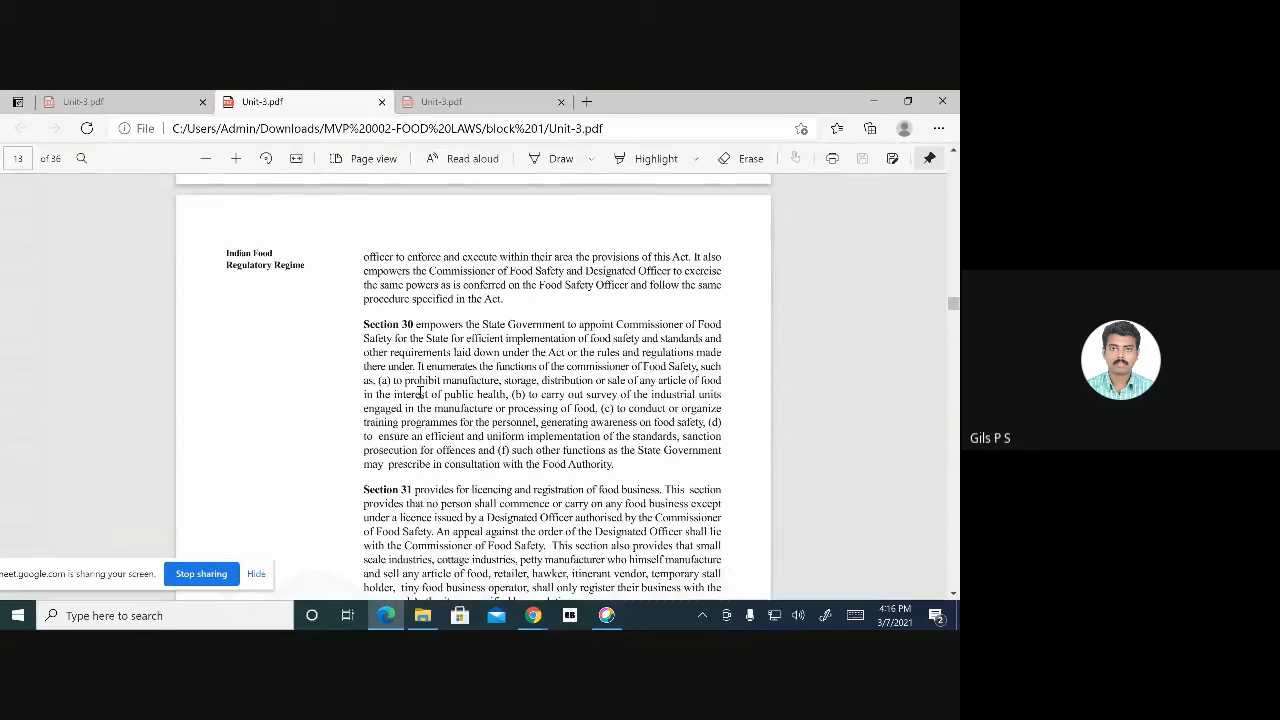 Unit-3.pdf
Unit-3.pdf
Unit-3.pdf
File
C:/Users/Admin/Downloads/MVP%20002-FOOD%20LAWS/block%201/Unit-3.pdf
13 of 36
Page view
Read aloud
Draw
Highlight
Erase
Indian Food
Regulatory Regime
officer to enforce and execute within their area the provisions of this Act. It also
empowers the Commissioner of Food Safety and Designated Officer to exercise
the same powers as is conferred on the Food Safety Officer and follow the same
procedure specified in the Act.
Section 30 empowers the State Government to appoint Commissioner of Food
Safety for the State for efficient implementation of food safety and standards and
other requirements laid down under the Act or the rules and regulations made
there under. It enumerates the functions of the commissioner of Food Safety, such
as, (a) to prohibit manufacture, storage, distribution or sale of any article of food
in the interest of public health, (b) to carry out survey of the industrial units
engaged in the manufacture or processing of food, (c) to conduct or organize
training programmes for the personnel, generating awareness on food safety, (d)
to ensure an efficient and uniform implementation of the standards, sanction
prosecution for offences and (f) such other functions as the State Government
may prescribe in consultation with the Food Authority.
Section 31 provides for licencing and registration of food business. This section
provides that no person shall commence or carry on any food business except
under a licence issued by a Designated Officer authorised by the Commissioner
of Food Safety. An appeal against the order of the Designated Officer shall lie
with the Commissioner of Food Safety. This section also provides that small
scale industries, cottage industries, petty manufacturer who himself manufacture
and sell any article of food, retailer, hawker, itinerant vendor, temporary stall
holder, tiny food business operator, shall only register their business with the
Gils P S
meet.google.com is sharing your screen.
Stop sharing
Hide
Type here to search
4:16 PM
3/7/2021
2